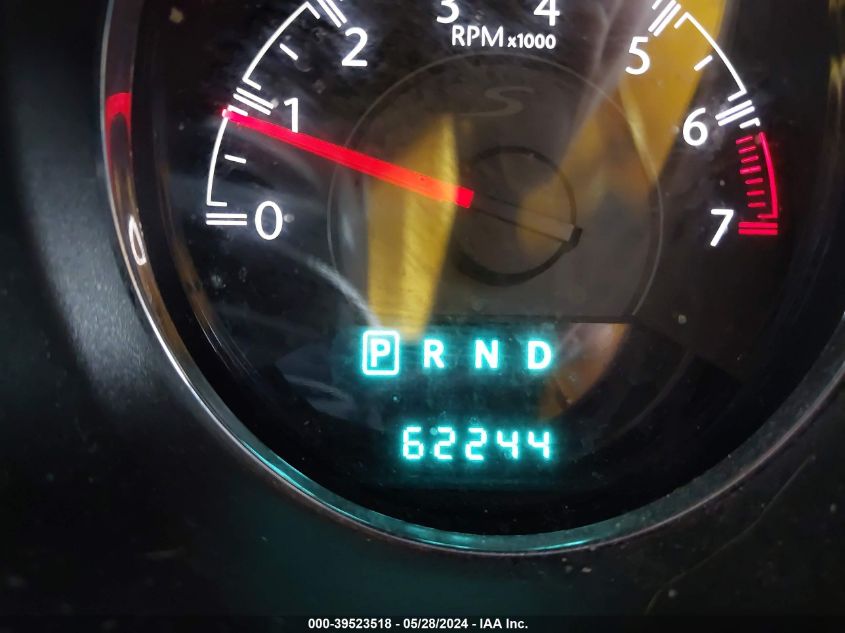 0 1 2 3 4 5 6 7
RPM x1000
S
P R N D
62244
000-39523518 - 05/28/2024 - IAA Inc.